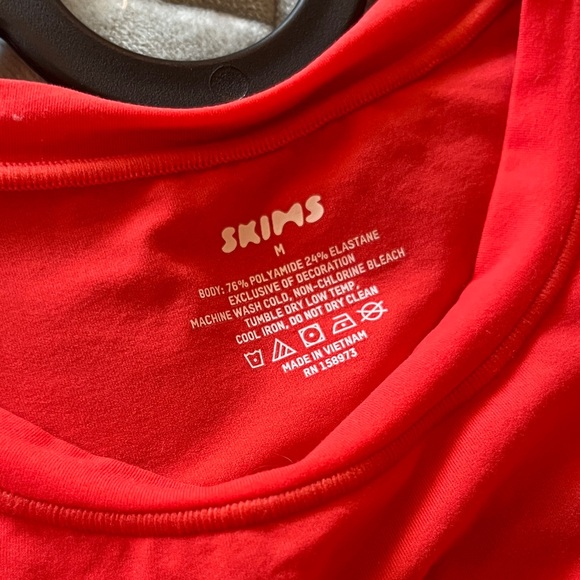 SKIMS
M
BODY: 76% POLYAMIDE 24% ELASTANE
EXCLUSIVE OF DECORATION
MACHINE WASH COLD, NON-CHLORINE BLEACH
TUMBLE DRY LOW TEMP,
COOL IRON, DO NOT DRY CLEAN
MADE IN VIETNAM
RN 158973